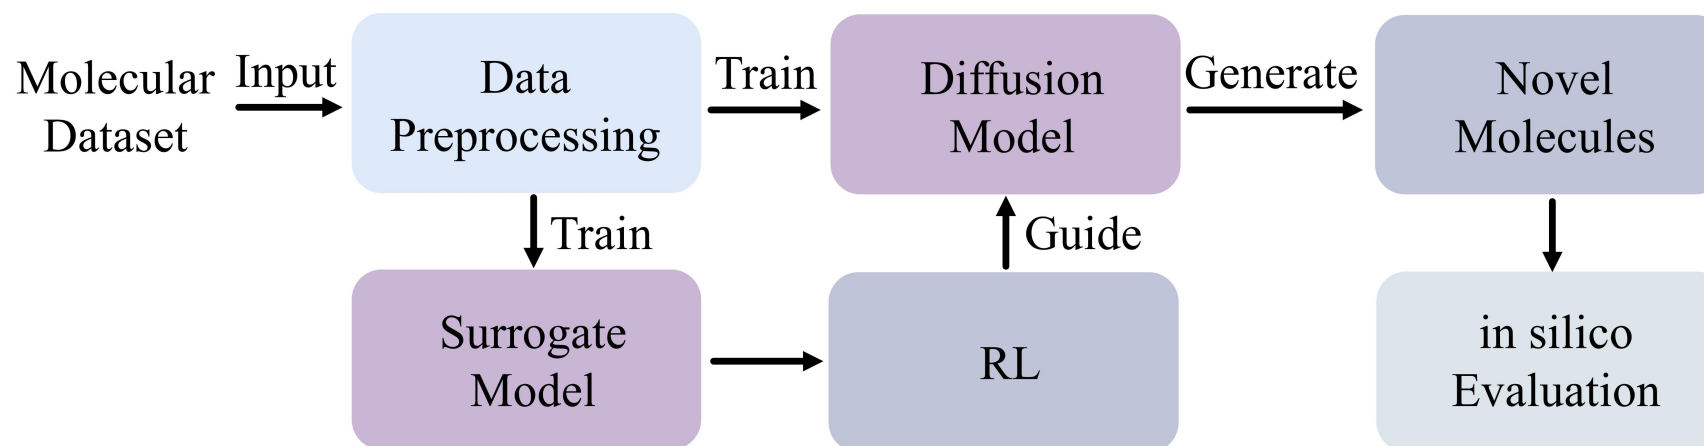 Molecular
Dataset
Input
Data
Preprocessing
Train
Diffusion
Model
Generate
Novel
Molecules
Train
Guide
Surrogate
Model
RL
in silico
Evaluation